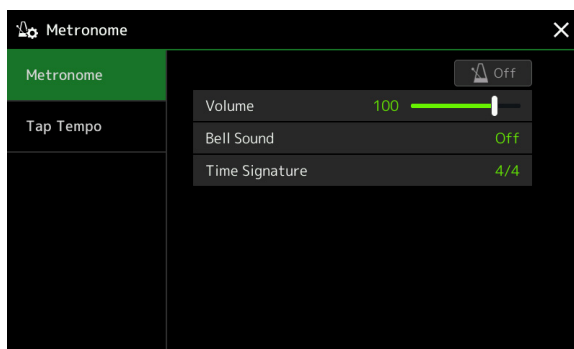 Metronome
Metronome
Off
Volume 100
Tap Tempo
Bell Sound Off
Time Signature 4/4